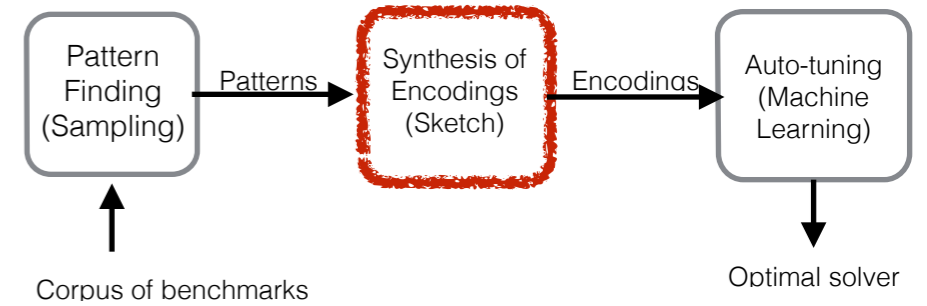 Pattern
Finding
(Sampling)
Patterns
Synthesis of
Encodings
(Sketch)
Encodings
Auto-tuning
(Machine
Learning)
Corpus of benchmarks
Optimal solver